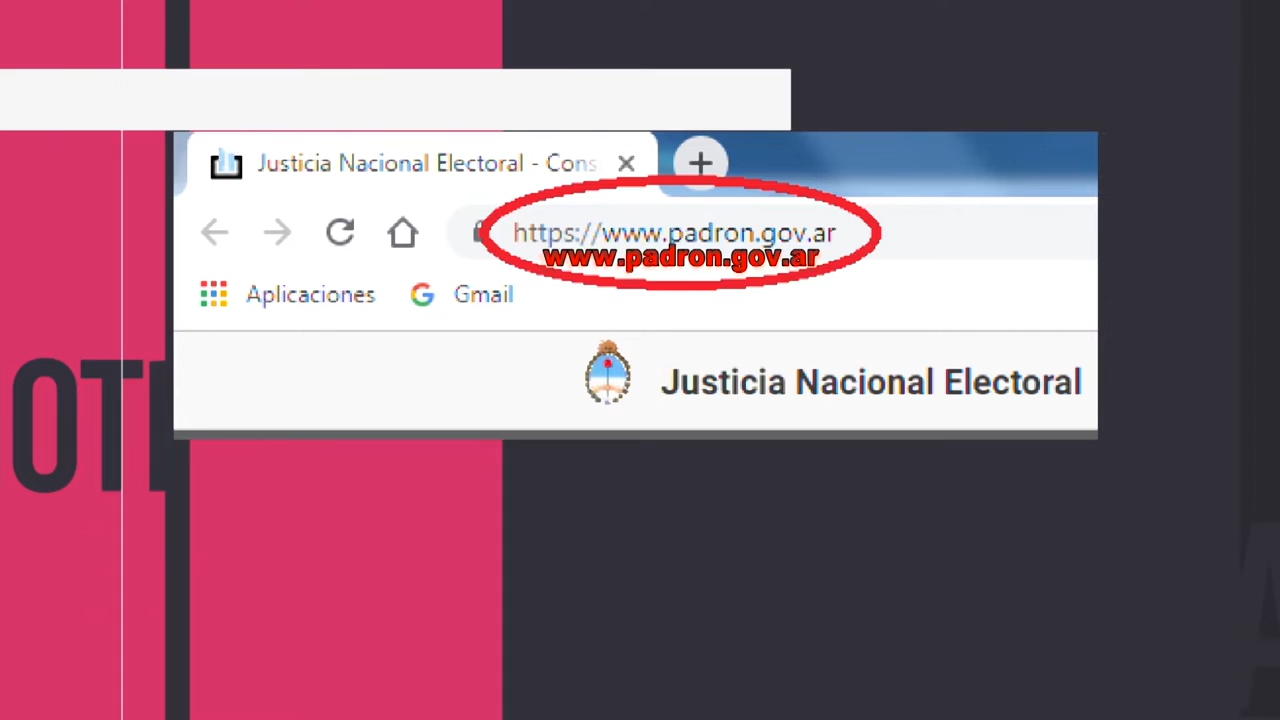 Justicia Nacional Electoral - Cons
https://www.padron.gov.ar
www.padron.gov.ar
Aplicaciones
Gmail
Justicia Nacional Electoral